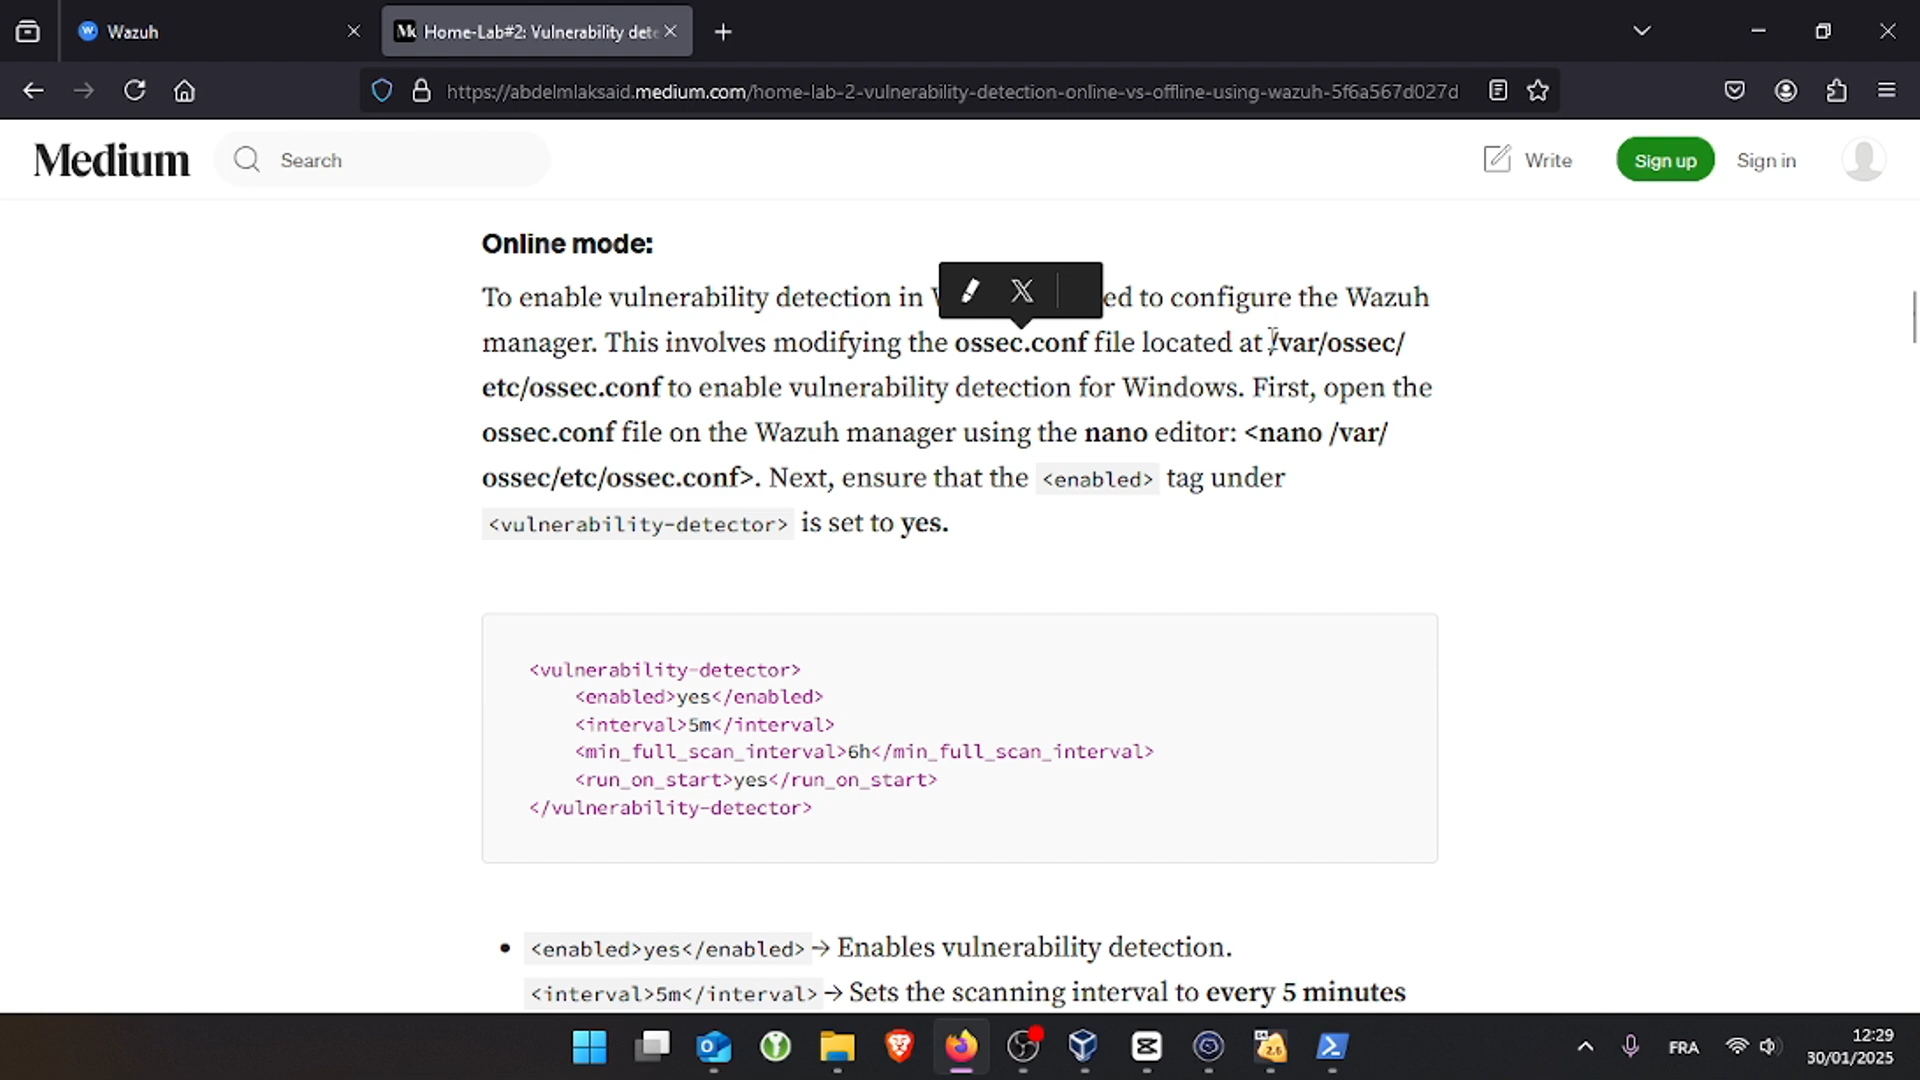 Wazuh
Home-Lab#2: Vulnerability dete
https://abdelmlaksaid.medium.com/home-lab-2-vulnerability-detection-online-vs-offline-using-wazuh-5f6a567d027d
Medium
Search
Write
Sign up
Sign in
Online mode:
To enable vulnerability detection in ed to configure the Wazuh
manager. This involves modifying the ossec.conf file located at /var/ossec/
etc/ossec.conf to enable vulnerability detection for Windows. First, open the
ossec.conf file on the Wazuh manager using the nano editor: <nano /var/
ossec/etc/ossec.conf>. Next, ensure that the <enabled> tag under
<vulnerability-detector> is set to yes.
<vulnerability-detector>
<enabled>yes</enabled>
<interval>5m</interval>
<min_full_scan_interval>6h</min_full_scan_interval>
<run_on_start>yes</run_on_start>
</vulnerability-detector>
<enabled>yes</enabled> → Enables vulnerability detection.
<interval>5m</interval> → Sets the scanning interval to every 5 minutes
FRA
12:29
30/01/2025